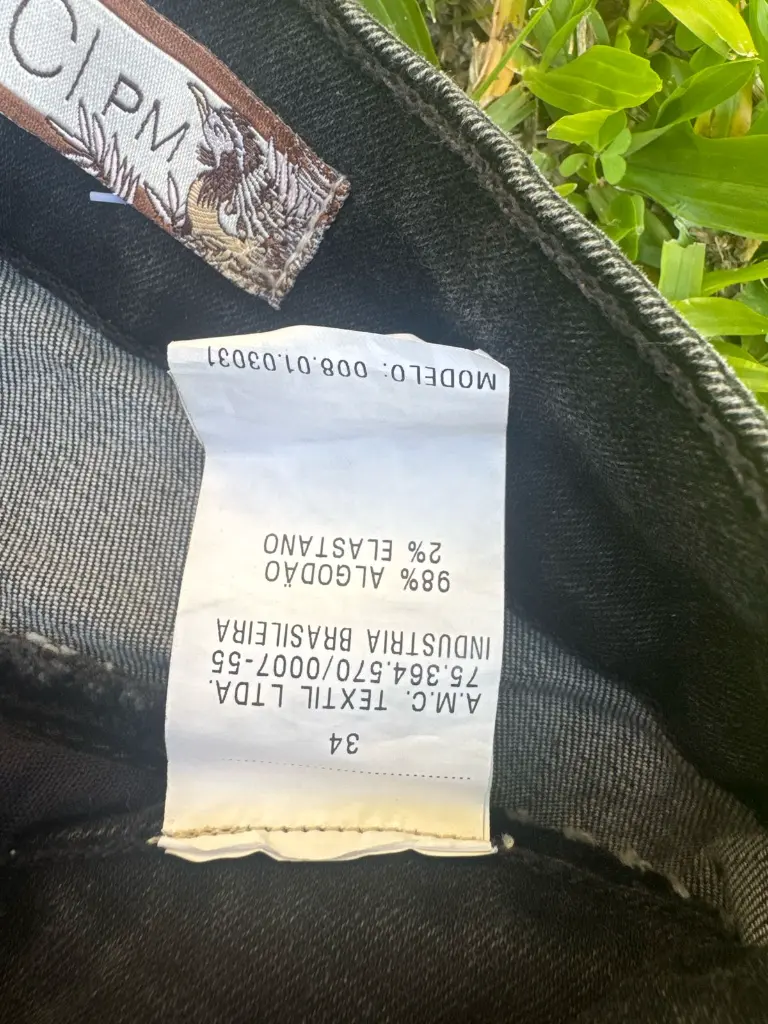 CI PM
34
A.M.C. TEXTIL LTDA.
75.364.570/0007-55
INDUSTRIA BRASILEIRA
98% ALGODÃO
2% ELASTANO
MODELO: 008.01.03031